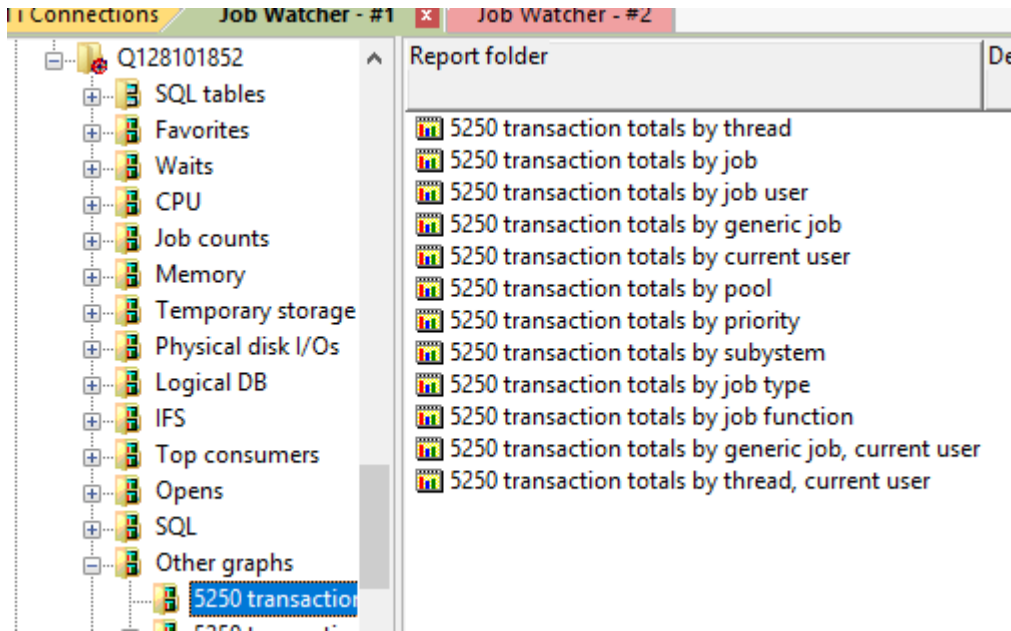 Connections
Job Watcher - #1
Job Watcher - #2
Q128101852
SQL tables
Favorites
Waits
CPU
Job counts
Memory
Temporary storage
Physical disk I/Os
Logical DB
IFS
Top consumers
Opens
SQL
Other graphs
5250 transaction
Report folder
De
5250 transaction totals by thread
5250 transaction totals by job
5250 transaction totals by job user
5250 transaction totals by generic job
5250 transaction totals by current user
5250 transaction totals by pool
5250 transaction totals by priority
5250 transaction totals by subystem
5250 transaction totals by job type
5250 transaction totals by job function
5250 transaction totals by generic job, current user
5250 transaction totals by thread, current user